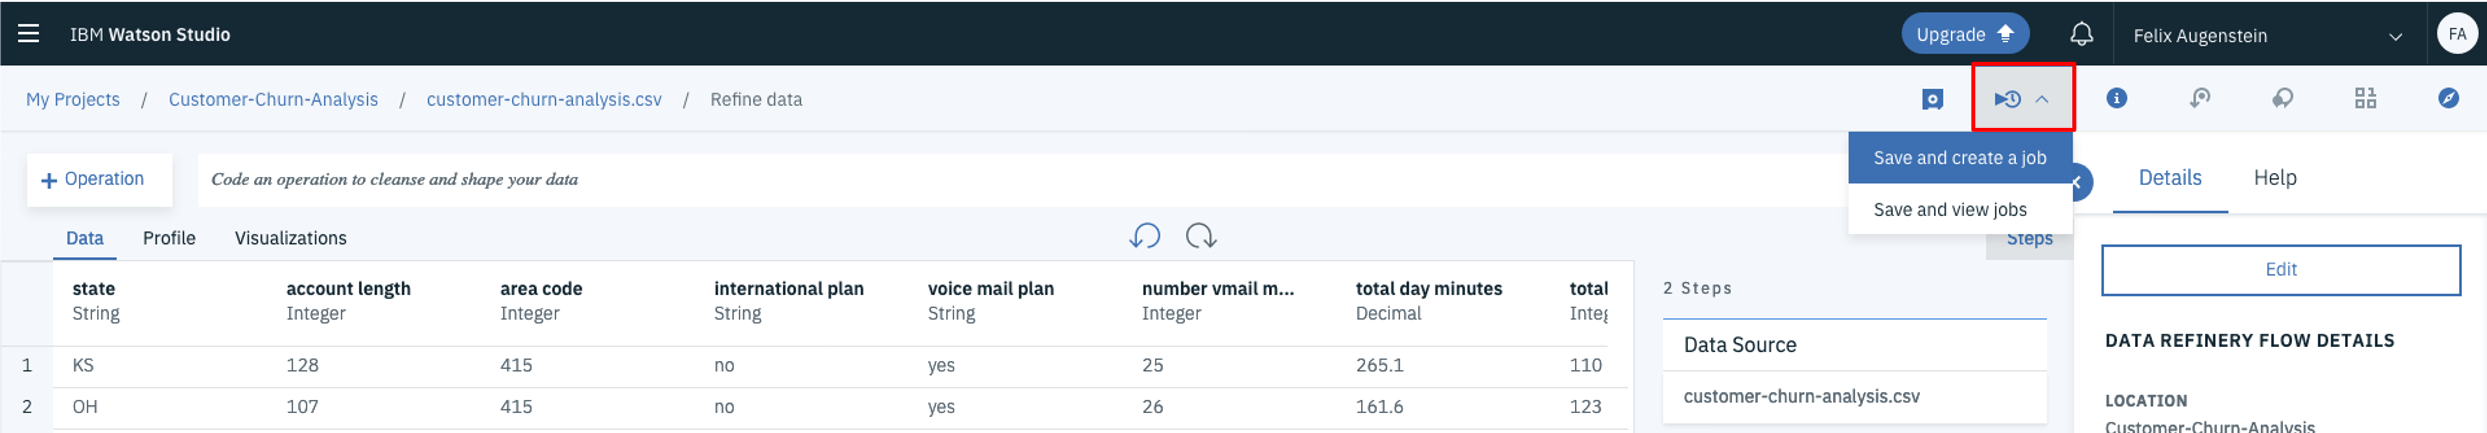 IBM Watson Studio
Upgrade
Felix Augenstein
FA
My Projects / Customer-Churn-Analysis / customer-churn-analysis.csv / Refine data
Save and create a job
Save and view jobs
+ Operation
Code an operation to cleanse and shape your data
Details
Help
Data
Profile
Visualizations
Steps
state account length area code international plan voice mail plan number vmail m... total day minutes total
String Integer Integer String String Integer Decimal Integ
1 KS 128 415 no yes 25 265.1 110
2 OH 107 415 no yes 26 161.6 123
2 Steps
Data Source
customer-churn-analysis.csv
Edit
DATA REFINERY FLOW DETAILS
LOCATION
Customer-Churn-Analysis